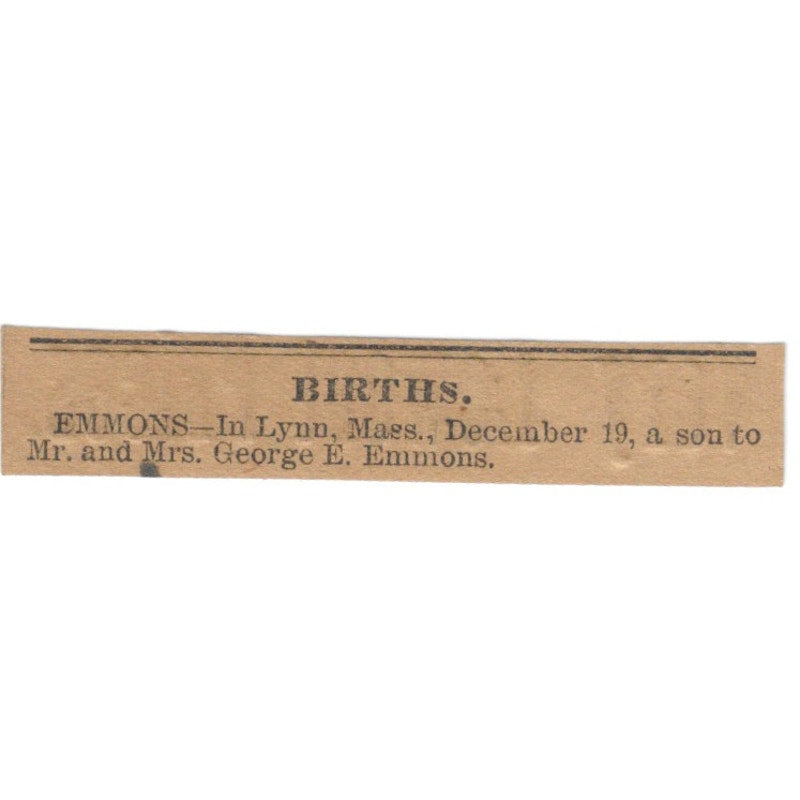 BIRTHS.
EMMONS—In Lynn, Mass., December 19, a son to
Mr. and Mrs. George E. Emmons.